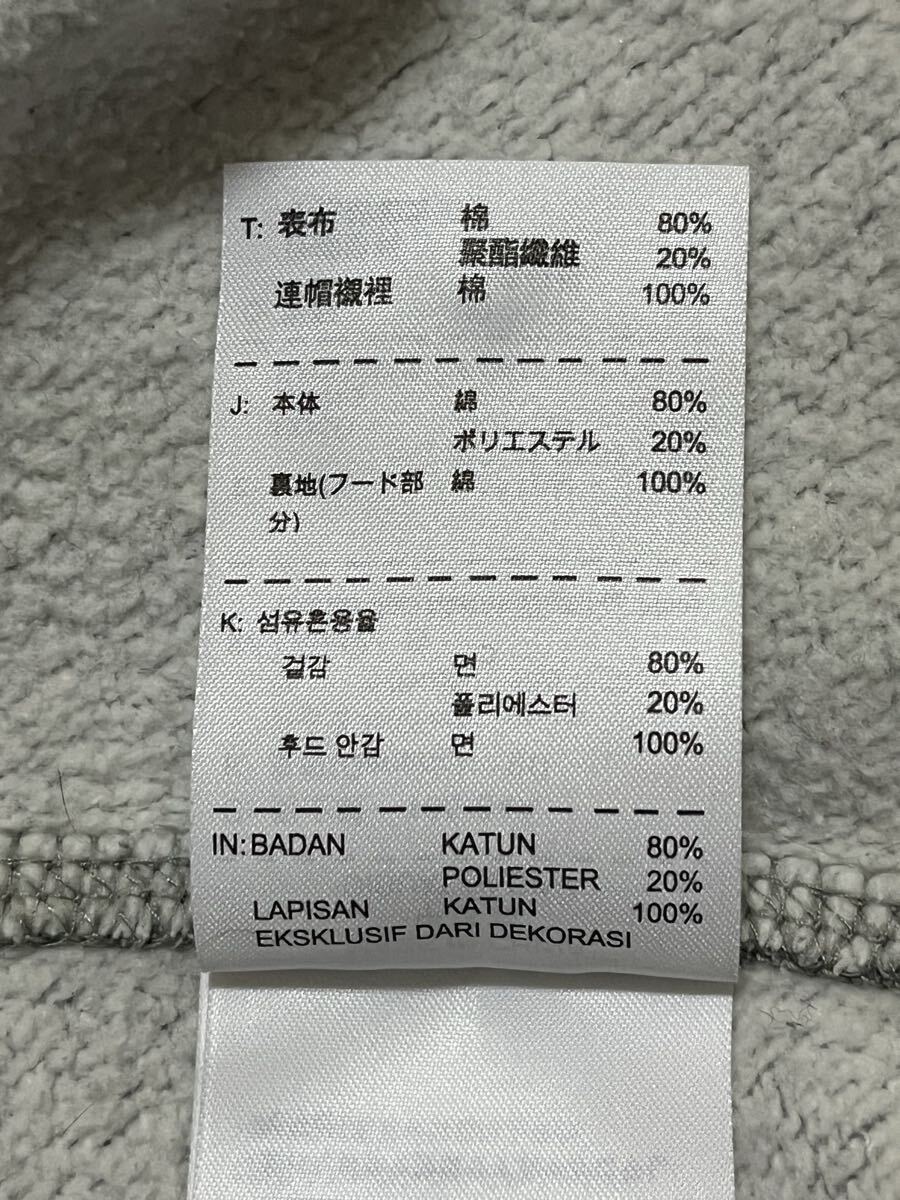 T: 表布 棉 80%
聚酯纖維 20%
連帽襯裡 棉 100%
J: 本体 綿 80%
ポリエステル 20%
裏地(フード部 綿 100%
分)
K: 섬유혼용율
겉감 면 80%
폴리에스터 20%
후드 안감 면 100%
IN: BADAN KATUN 80%
POLIESTER 20%
LAPISAN KATUN 100%
EKSKLUSIF DARI DEKORASI